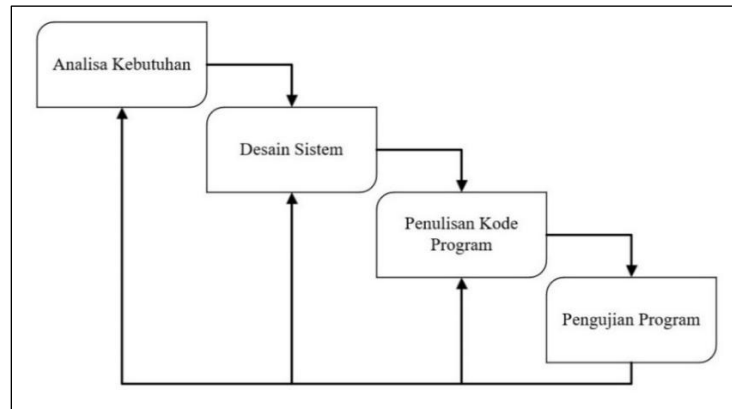 Analisa Kebutuhan
Desain Sistem
Penulisan Kode
Program
Pengujian Program